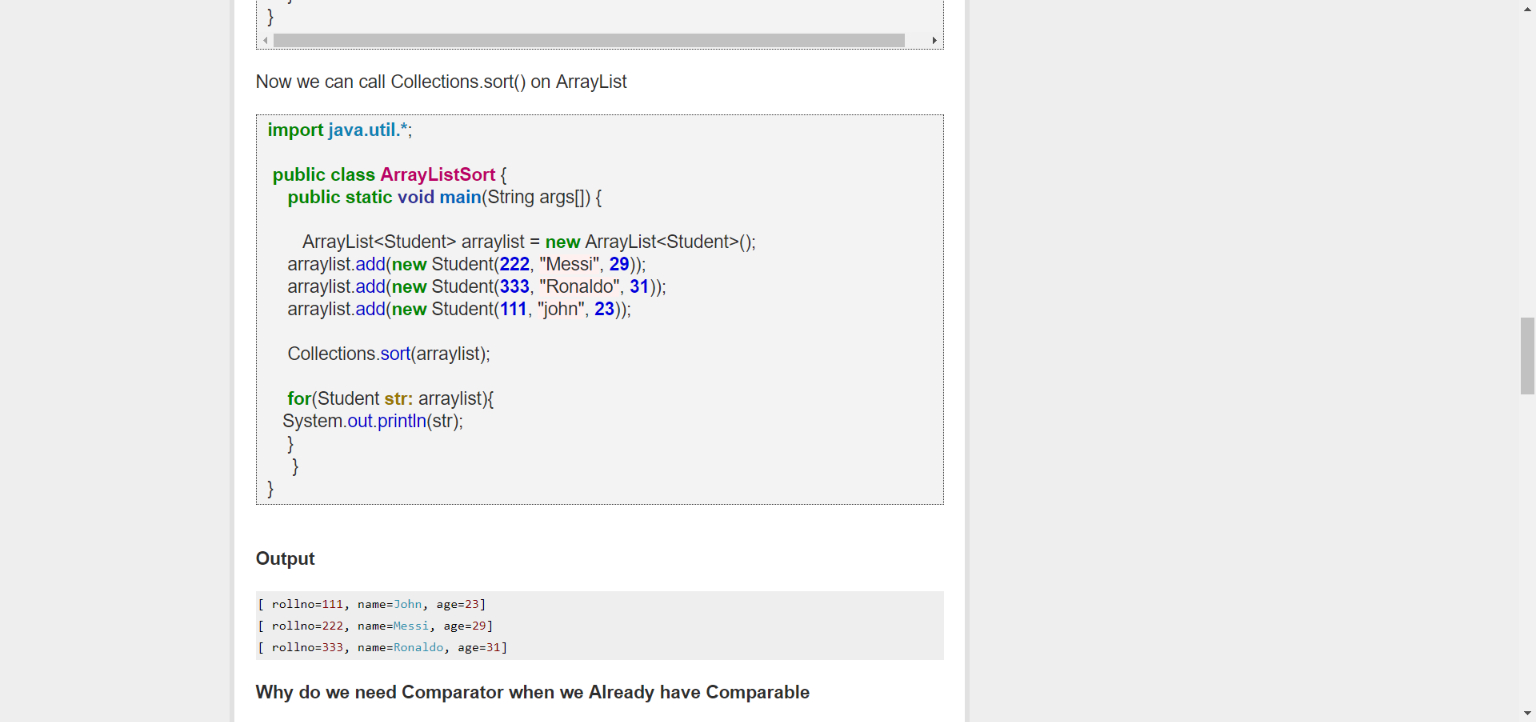 }
Now we can call Collections.sort() on ArrayList
import java.util.*;
public class ArrayListSort {
public static void main(String args[]) {
ArrayList<Student> arraylist = new ArrayList<Student>();
arraylist.add(new Student(222, "Messi", 29));
arraylist.add(new Student(333, "Ronaldo", 31));
arraylist.add(new Student(111, "john", 23));
Collections.sort(arraylist);
for(Student str: arraylist){
System.out.println(str);
}
}
}
Output
[ rollno=111, name=John, age=23]
[ rollno=222, name=Messi, age=29]
[ rollno=333, name=Ronaldo, age=31]
Why do we need Comparator when we Already have Comparable